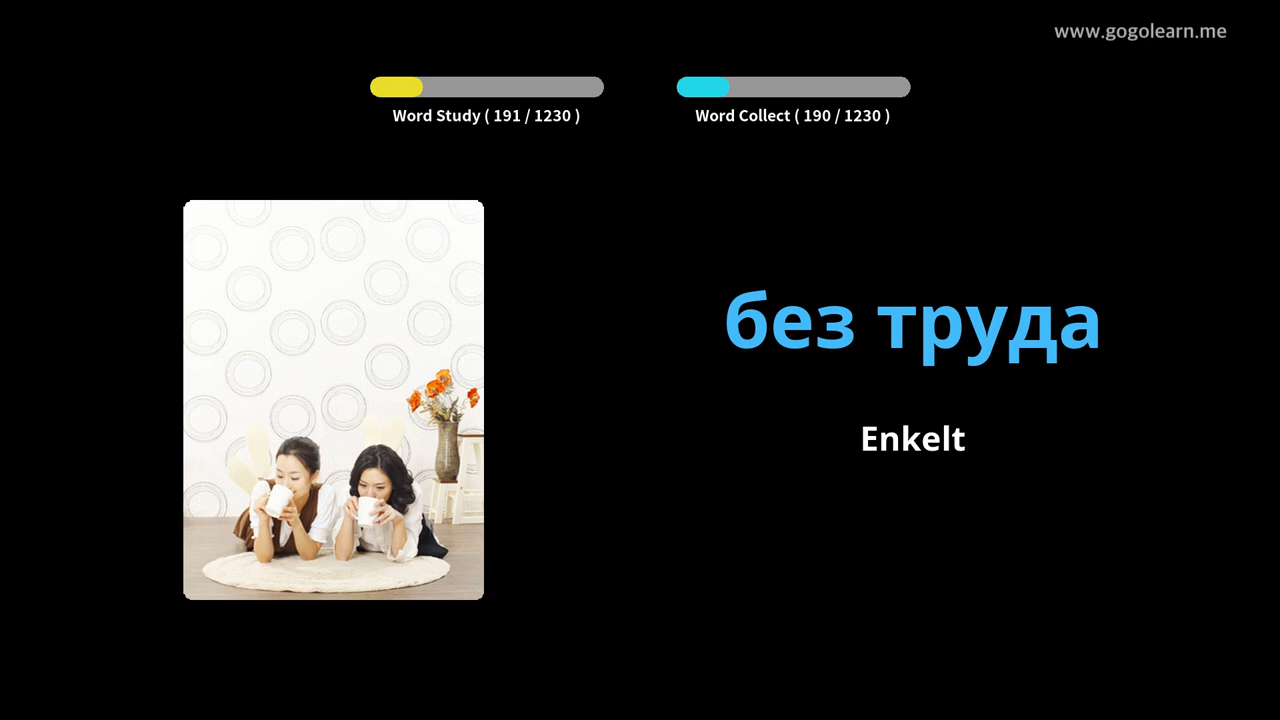 www.gogolearn.me
Word Study ( 191 / 1230 )
Word Collect ( 190 / 1230 )
без труда
Enkelt